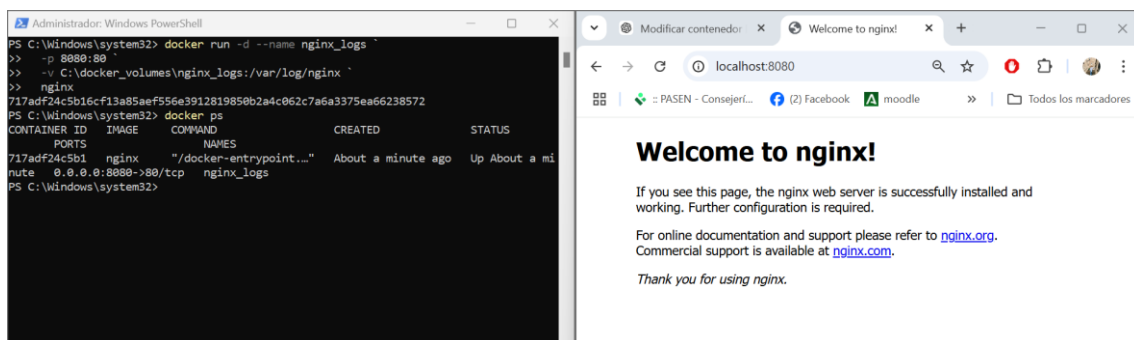 Administrador: Windows PowerShell
PS C:\Windows\system32> docker run -d --name nginx_logs `
>>   -p 8080:80 `
>>   -v C:\docker_volumes\nginx_logs:/var/log/nginx `
>>   nginx
717adf24c5b16cf13a85aef556e3912819850b2a4c062c7a6a3375ea66238572
PS C:\Windows\system32> docker ps
CONTAINER ID   IMAGE     COMMAND                  CREATED              STATUS
       PORTS                  NAMES
717adf24c5b1   nginx     "/docker-entrypoint.…"   About a minute ago   Up About a mi
nute   0.0.0.0:8080->80/tcp   nginx_logs
PS C:\Windows\system32>
Modificar contenedor
Welcome to nginx!
localhost:8080
:: PASEN - Consejerí...
(2) Facebook
moodle
»
Todos los marcadores
Welcome to nginx!
If you see this page, the nginx web server is successfully installed and
working. Further configuration is required.
For online documentation and support please refer to nginx.org.
Commercial support is available at nginx.com.
Thank you for using nginx.